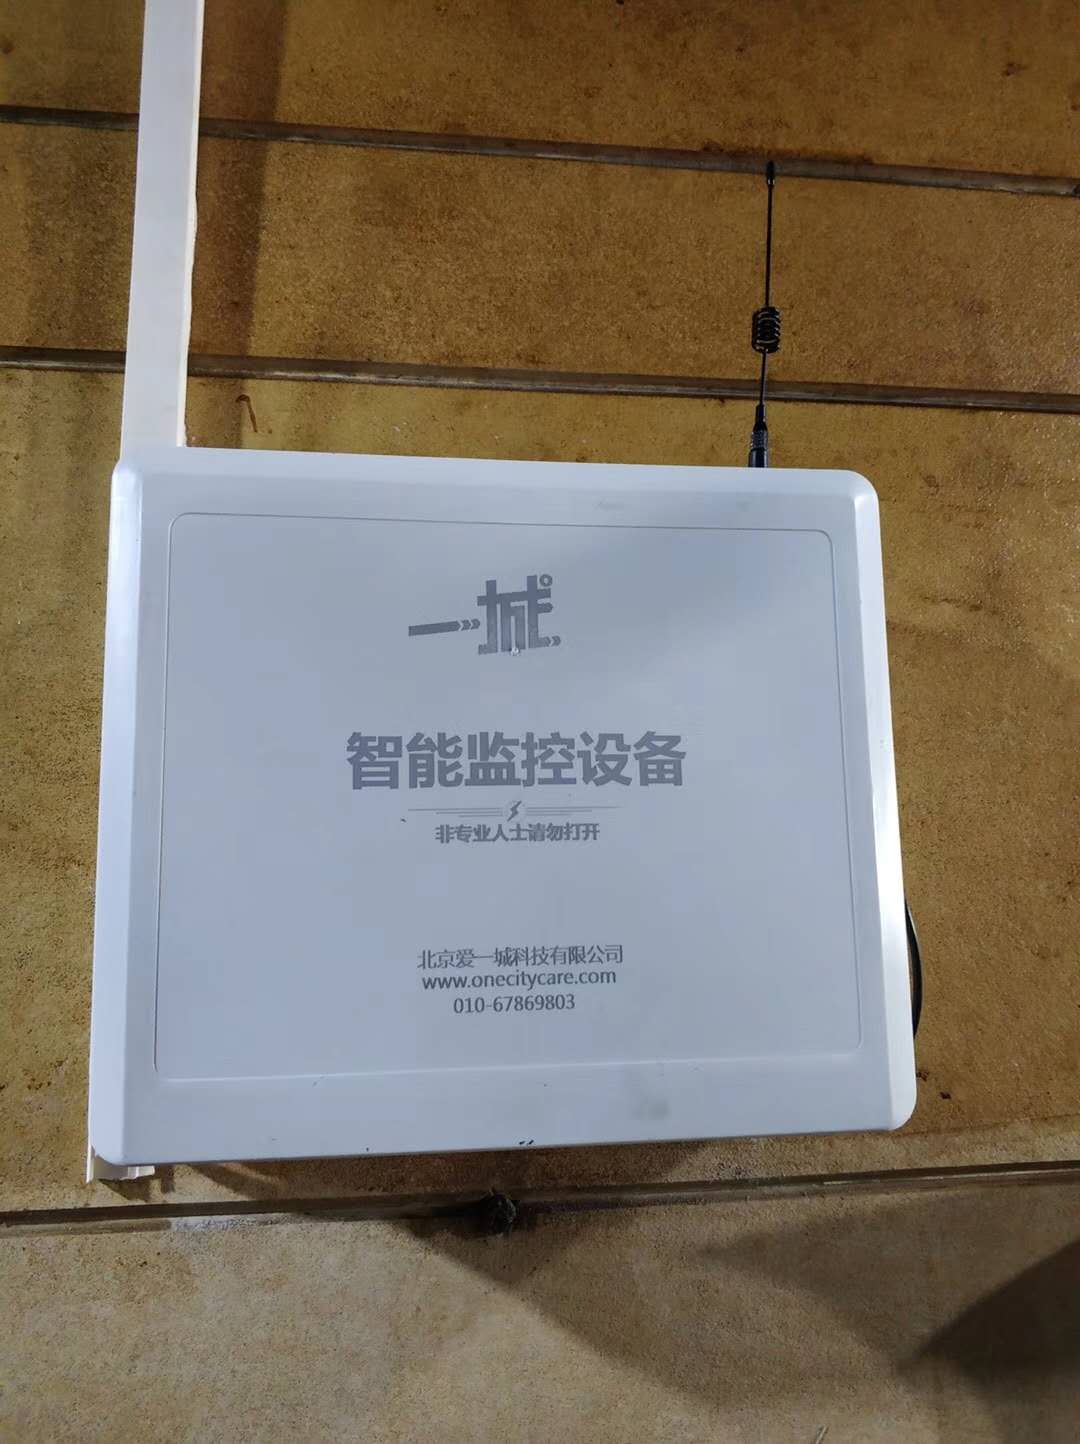 一城
智能监控设备
非专业人士请勿打开
北京爱一城科技有限公司
www.onecitycare.com
010-67869803